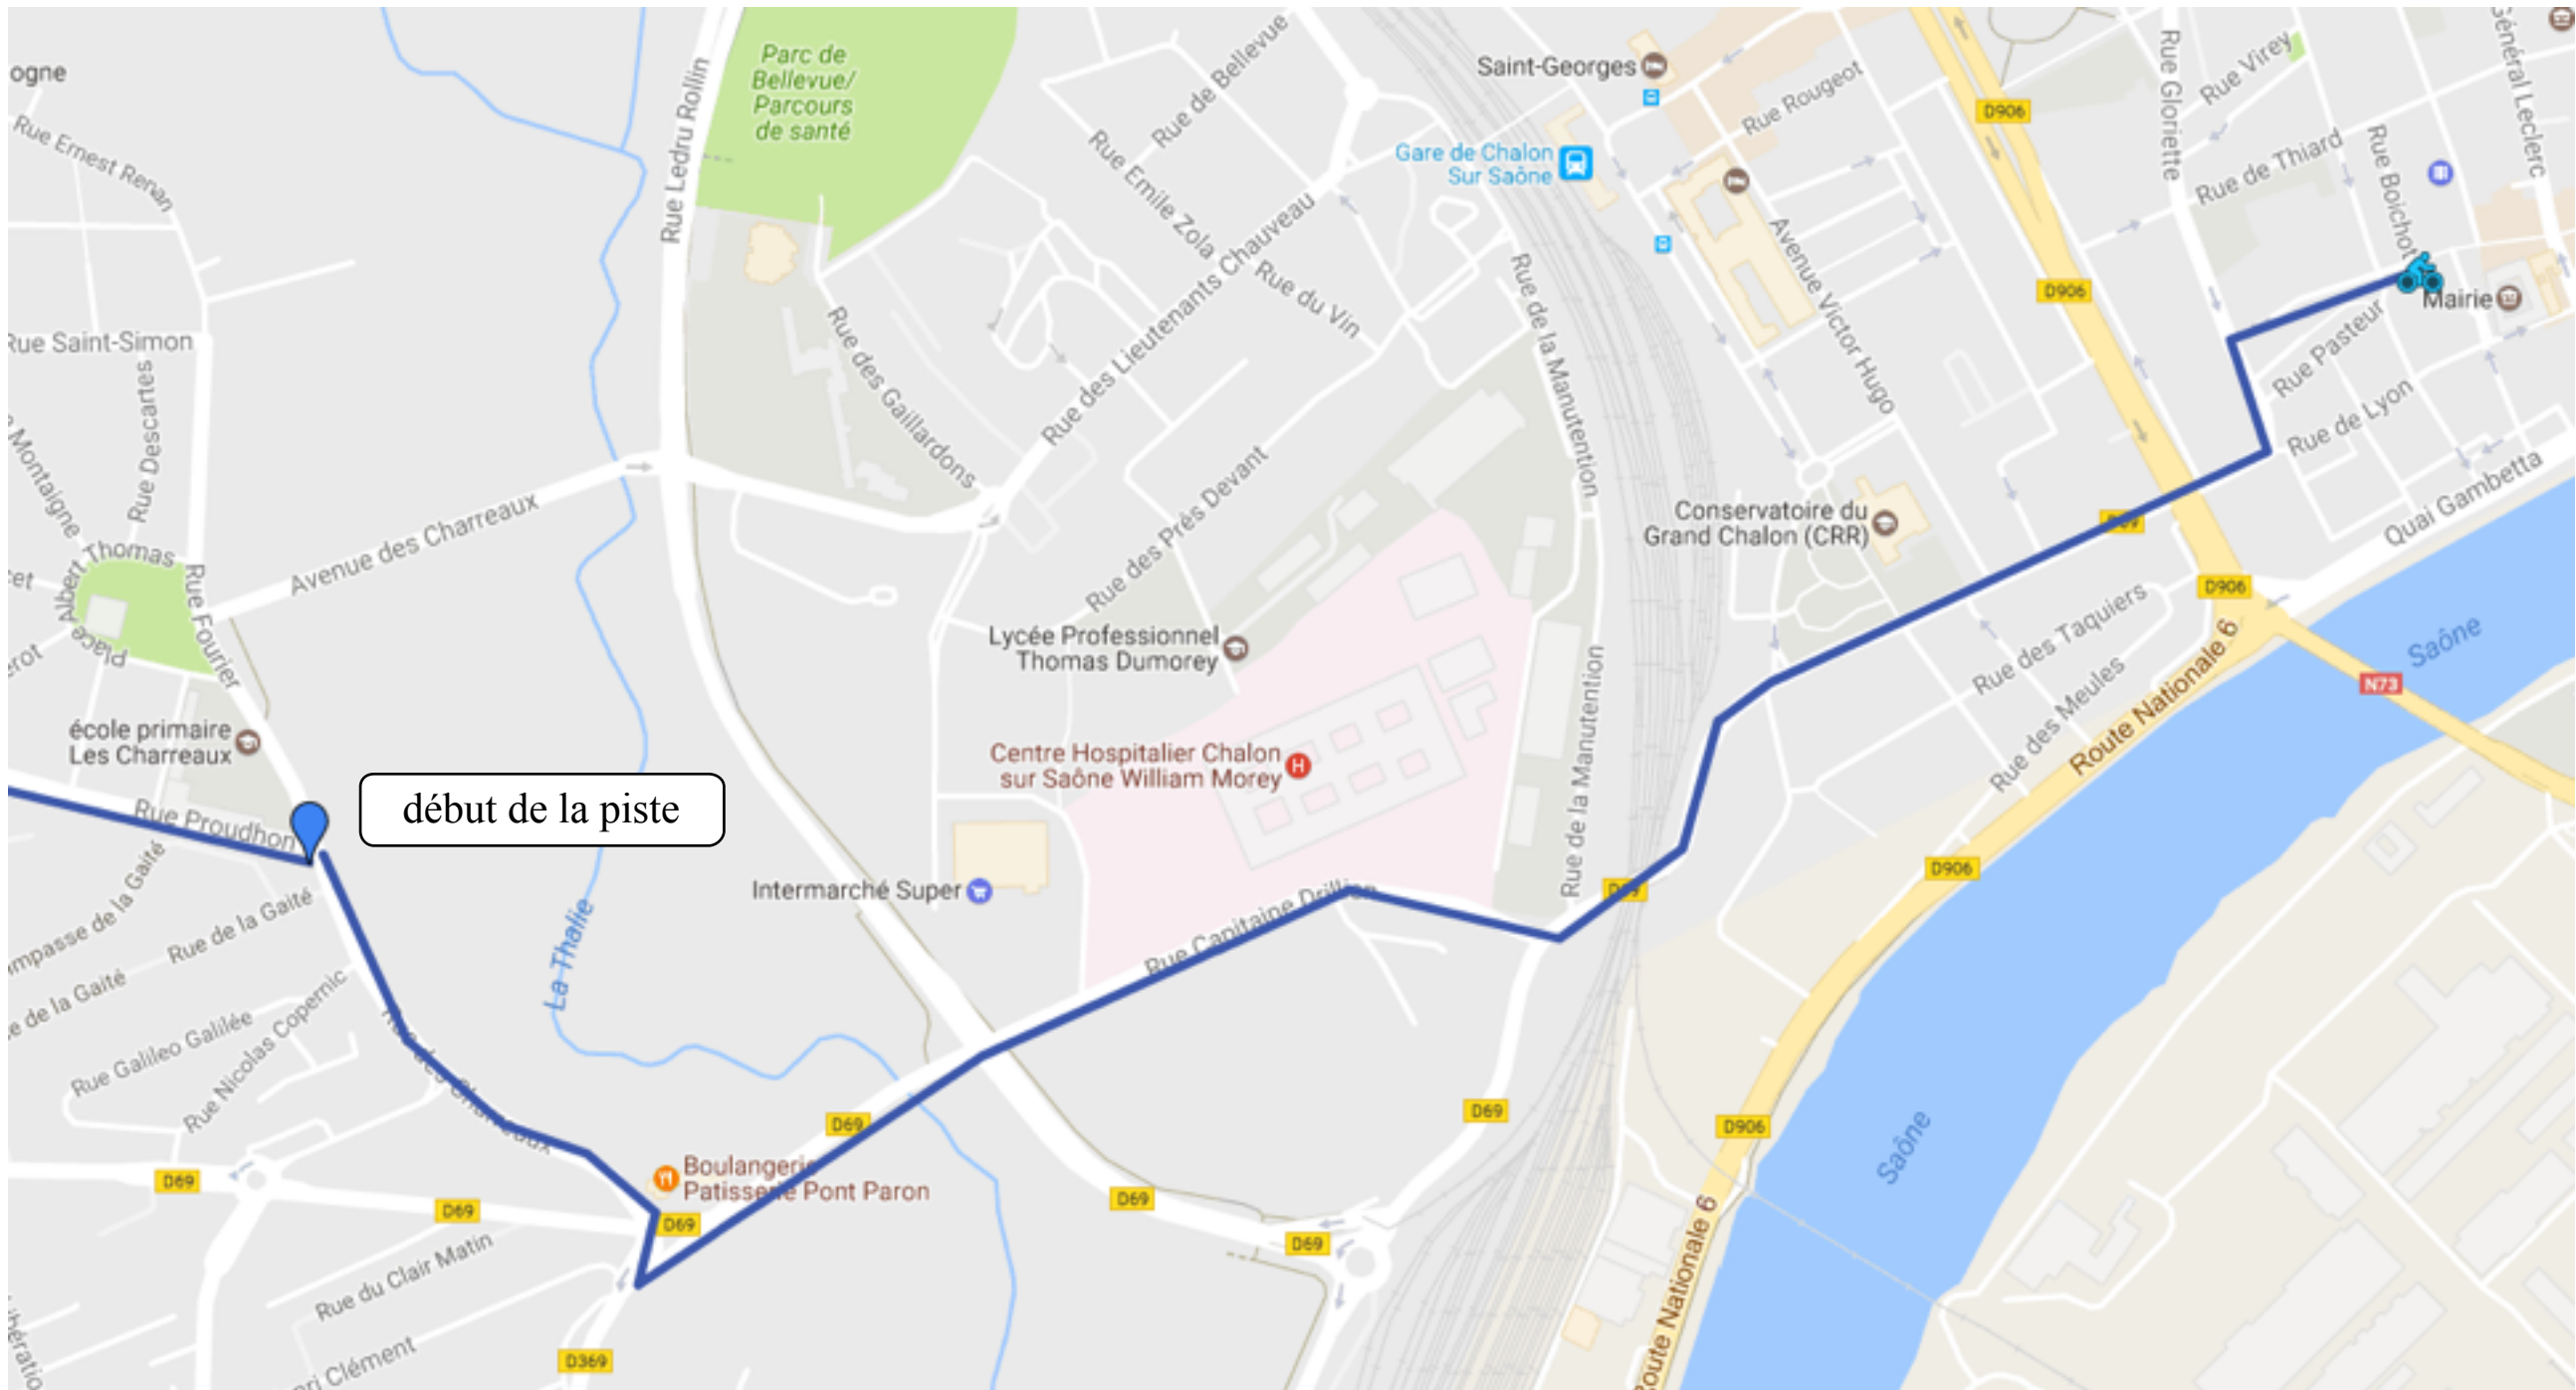 ogne
Rue Ernest Renan
Rue Saint-Simon
Rue Descartes
Montaigne
Place Albert Thomas
Rue Fourier
Avenue des Charreaux
école primaire
Les Charreaux
Rue Proudhon
début de la piste
Impasse de la Gaité
Rue de la Gaité
e de la Gaité
Rue Galileo Galilée
Rue Nicolas Copernic
Rue des Charreaux
D69
D69
D69
D69
Rue du Clair Matin
ri Clément
D369
Boulangerie
Patisserie Pont Paron
La Thalie
Rue Ledru Rollin
Parc de
Bellevue/
Parcours
de santé
Rue de Bellevue
Rue Emile Zola
Rue du Vin
Rue des Lieutenants Chauveau
Rue des Gaillardons
Rue des Prés Devant
Lycée Professionnel
Thomas Dumorey
Centre Hospitalier Chalon
sur Saône William Morey
Intermarché Super
Rue Capitaine Drillien
D69
D69
D69
D69
Rue de la Manutention
Rue de la Manutention
Saint-Georges
Gare de Chalon
Sur Saône
Rue Rougeot
Avenue Victor Hugo
Conservatoire du
Grand Chalon (CRR)
D69
D906
D906
D906
D906
D906
Rue des Taquiers
Rue des Meules
Route Nationale 6
Route Nationale 6
N73
Saône
Saône
Quai Gambetta
Rue Gloriette
Rue Virey
Rue de Thiard
Rue Boichot
Général Leclerc
Mairie
Rue Pasteur
Rue de Lyon